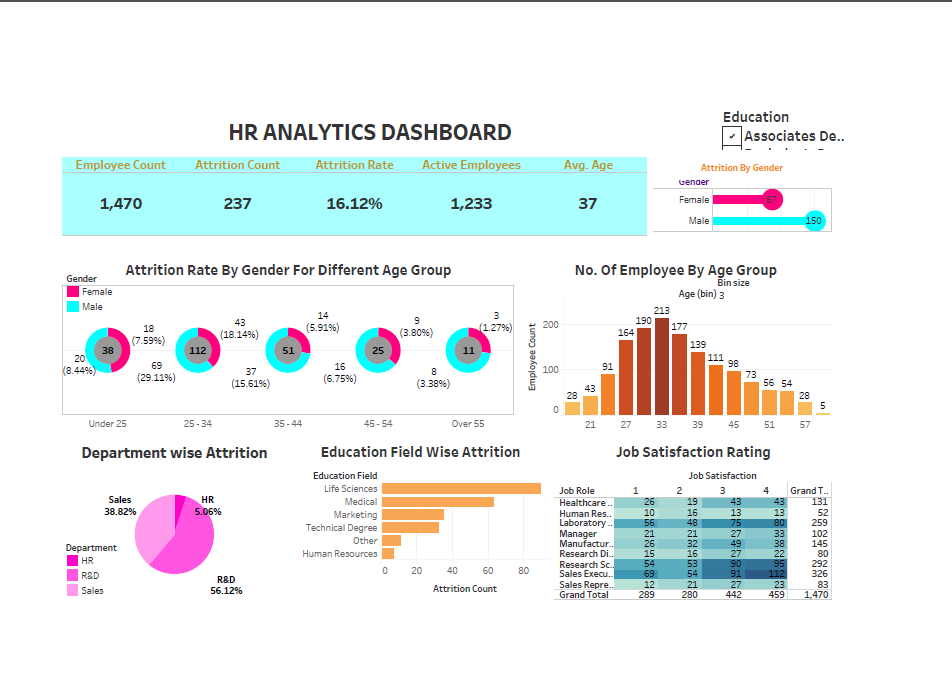 Education
HR ANALYTICS DASHBOARD
✓ Associates De..
Employee Count Attrition Count Attrition Rate Active Employees Avg. Age
1,470 237 16.12% 1,233 37
Attrition By Gender
Gender
Female 87
Male 150
Attrition Rate By Gender For Different Age Group
Gender
Female
Male
38 112 51 25 11
18
(7.59%)
20
(8.44%)
43
(18.14%)
69
(29.11%)
14
(5.91%)
37
(15.61%)
9
(3.80%)
16
(6.75%)
3
(1.27%)
8
(3.38%)
Under 25 25 - 34 35 - 44 45 - 54 Over 55
No. Of Employee By Age Group
Bin size
Age (bin) 3
Employee Count
200
100
0
28 43 91 164 190 213 177 139 111 98 73 56 54 28 5
21 27 33 39 45 51 57
Department wise Attrition
Sales
38.82%
HR
5.06%
R&D
56.12%
Department
HR
R&D
Sales
Education Field Wise Attrition
Education Field
Life Sciences
Medical
Marketing
Technical Degree
Other
Human Resources
0 20 40 60 80
Attrition Count
Job Satisfaction Rating
Job Satisfaction
Job Role 1 2 3 4 Grand T..
Healthcare .. 26 19 43 43 131
Human Res.. 10 16 13 13 52
Laboratory .. 56 48 75 80 259
Manager 21 21 27 33 102
Manufactur.. 26 32 49 38 145
Research Di.. 15 16 27 22 80
Research Sc.. 54 53 90 95 292
Sales Execu.. 69 54 91 112 326
Sales Repre.. 12 21 27 23 83
Grand Total 289 280 442 459 1,470